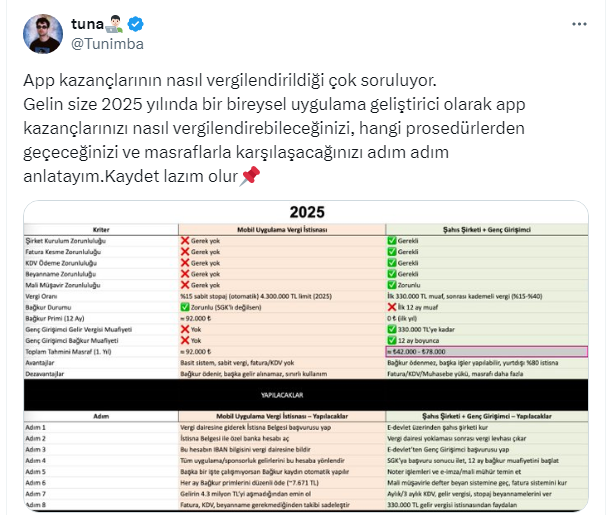 tuna
@Tunimba
App kazançlarının nasıl vergilendirildiği çok soruluyor.
Gelin size 2025 yılında bir bireysel uygulama geliştirici olarak app
kazançlarınızı nasıl vergilendirebileceğinizi, hangi prosedürlerden
geçeceğinizi ve masraflarla karşılaşacağınızı adım adım
anlatayım.Kaydet lazım olur📌
2025
Kriter Mobil Uygulama Vergi İstisnası Şahıs Şirketi + Genç Girişimci
Şirket Kurulum Zorunluluğu ❌ Gerek yok ✅ Gerekli
Fatura Kesme Zorunluluğu ❌ Gerek yok ✅ Gerekli
KDV Ödeme Zorunluluğu ❌ Gerek yok ✅ Gerekli
Beyanname Zorunluluğu ❌ Gerek yok ✅ Gerekli
Mali Müşavir Zorunluluğu ❌ Gerek yok ✅ Zorunlu
Vergi Oranı %15 sabit stopaj (otomatik) 4.300.000 TL limit (2025) İlk 330.000 TL muaf, sonrası kademeli vergi (%15-%40)
Bağkur Durumu ✅ Zorunlu (SGK'lı değilsen) ❌ İlk 12 ay muaf
Bağkur Primi (12 Ay) ≈ 92.000 ₺ 0 ₺ (ilk yıl)
Genç Girişimci Gelir Vergisi Muafiyeti ❌ Yok ✅ 330.000 TL'ye kadar
Genç Girişimci Bağkur Muafiyeti ❌ Yok ✅ 12 ay boyunca
Toplam Tahmini Masraf (1. Yıl) ≈ 92.000 ₺ ≈ ₺42.000 - ₺78.000
Avantajlar Basit sistem, sabit vergi, fatura/KDV yok Bağkur ödenmez, başka işler yapılabilir, yurtdışı %80 istisna
Dezavantajlar Bağkur ödenir, başka gelir alınamaz, sınırlı kullanım Fatura/KDV/Muhasebe yükü, masrafı daha fazla
YAPILACAKLAR
Adım Mobil Uygulama Vergi İstisnası – Yapılacaklar Şahıs Şirketi + Genç Girişimci – Yapılacaklar
Adım 1 Vergi dairesine giderek İstisna Belgesi başvurusu yap E-devlet üzerinden şahıs şirketi kur
Adım 2 İstisna Belgesi ile özel banka hesabı aç Vergi dairesi yoklaması sonrası vergi levhası çıkar
Adım 3 Bu hesabın IBAN bilgisini vergi dairesine bildir E-devlet'ten Genç Girişimci başvurusu yap
Adım 4 Tüm uygulama/sponsorluk gelirlerini bu hesaba yönlendir SGK'ya başvuru sonucu ilet, 12 ay bağkur muafiyetini başlat
Adım 5 Başka bir işte çalışmıyorsan Bağkur kaydın otomatik yapılır Noter işlemleri ve e-imza/mali mühür temin et
Adım 6 Her ay Bağkur primlerini düzenli öde (~7.671 TL) Mali müşavirle defter beyan sistemine geç, fatura sistemini kur
Adım 7 Gelirin 4.3 milyon TL'yi aşmadığından emin ol Aylık/3 aylık KDV, gelir vergisi, stopaj beyannamelerini ver
Adım 8 Fatura, KDV, beyanname gerekmediğinden takibi sadeleştir 330.000 TL gelir vergisi istisnasından faydalan